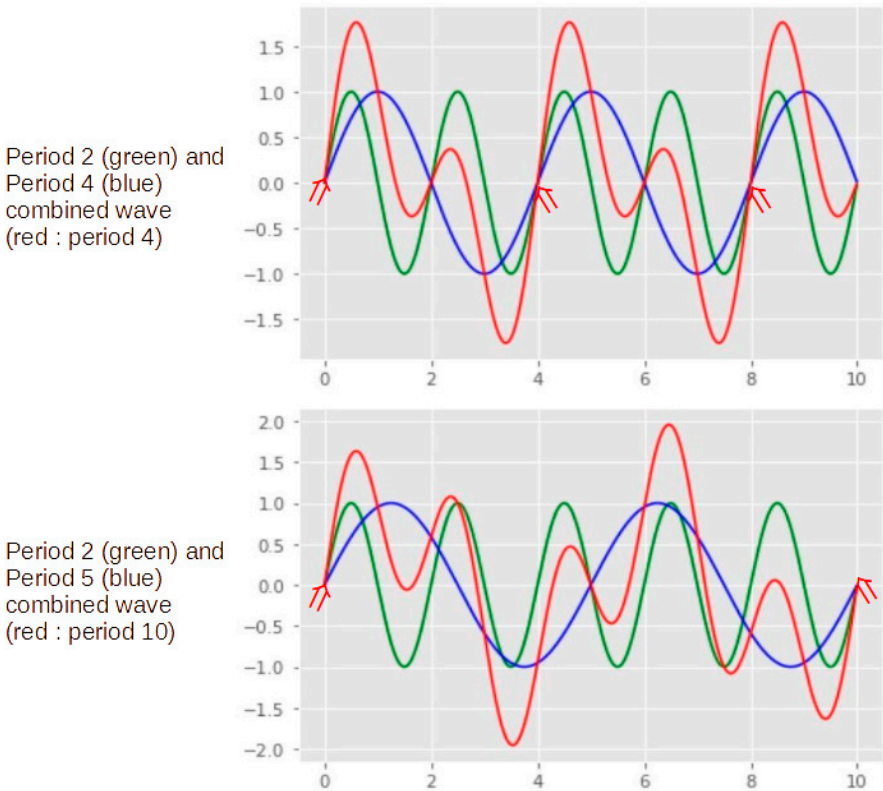 Period 2 (green) and
Period 4 (blue)
combined wave
(red : period 4)
1.5
1.0
0.5
0.0
−0.5
−1.0
−1.5
0 2 4 6 8 10
Period 2 (green) and
Period 5 (blue)
combined wave
(red : period 10)
2.0
1.5
1.0
0.5
0.0
−0.5
−1.0
−1.5
−2.0
0 2 4 6 8 10